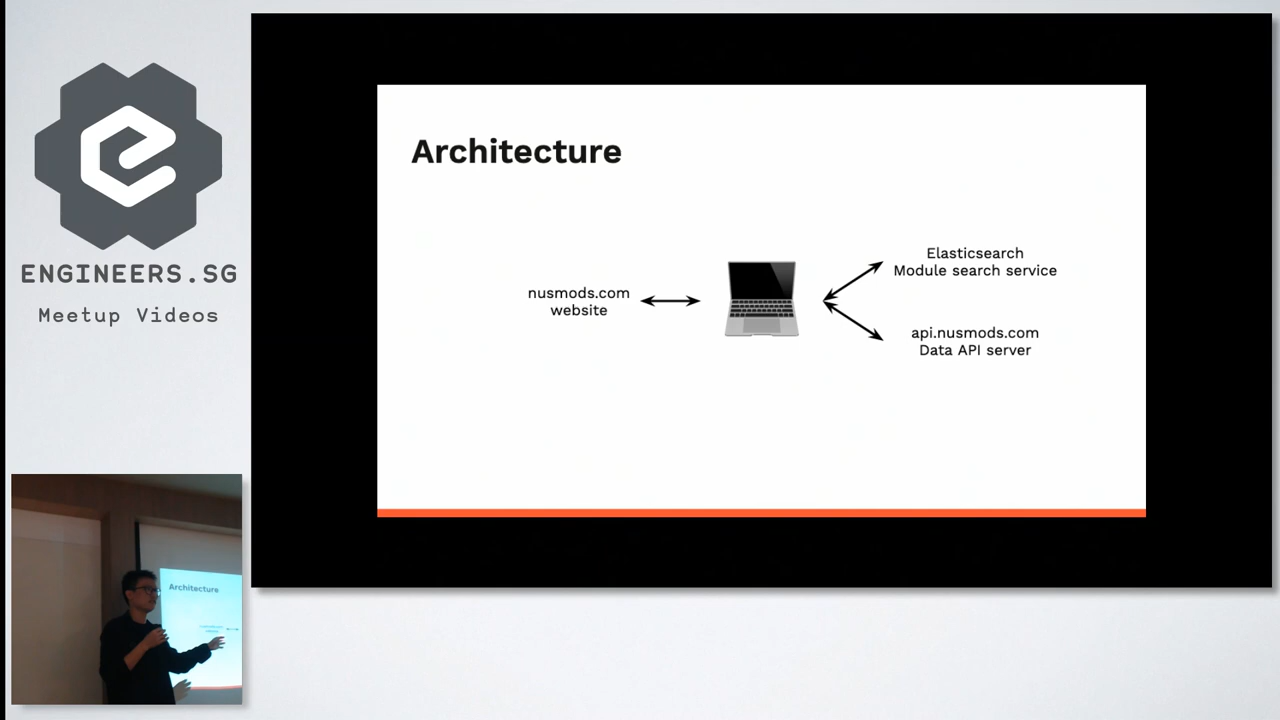 ENGINEERS.SG
Meetup Videos
Architecture
nusmods.com
website
Elasticsearch
Module search service
api.nusmods.com
Data API server
Architecture